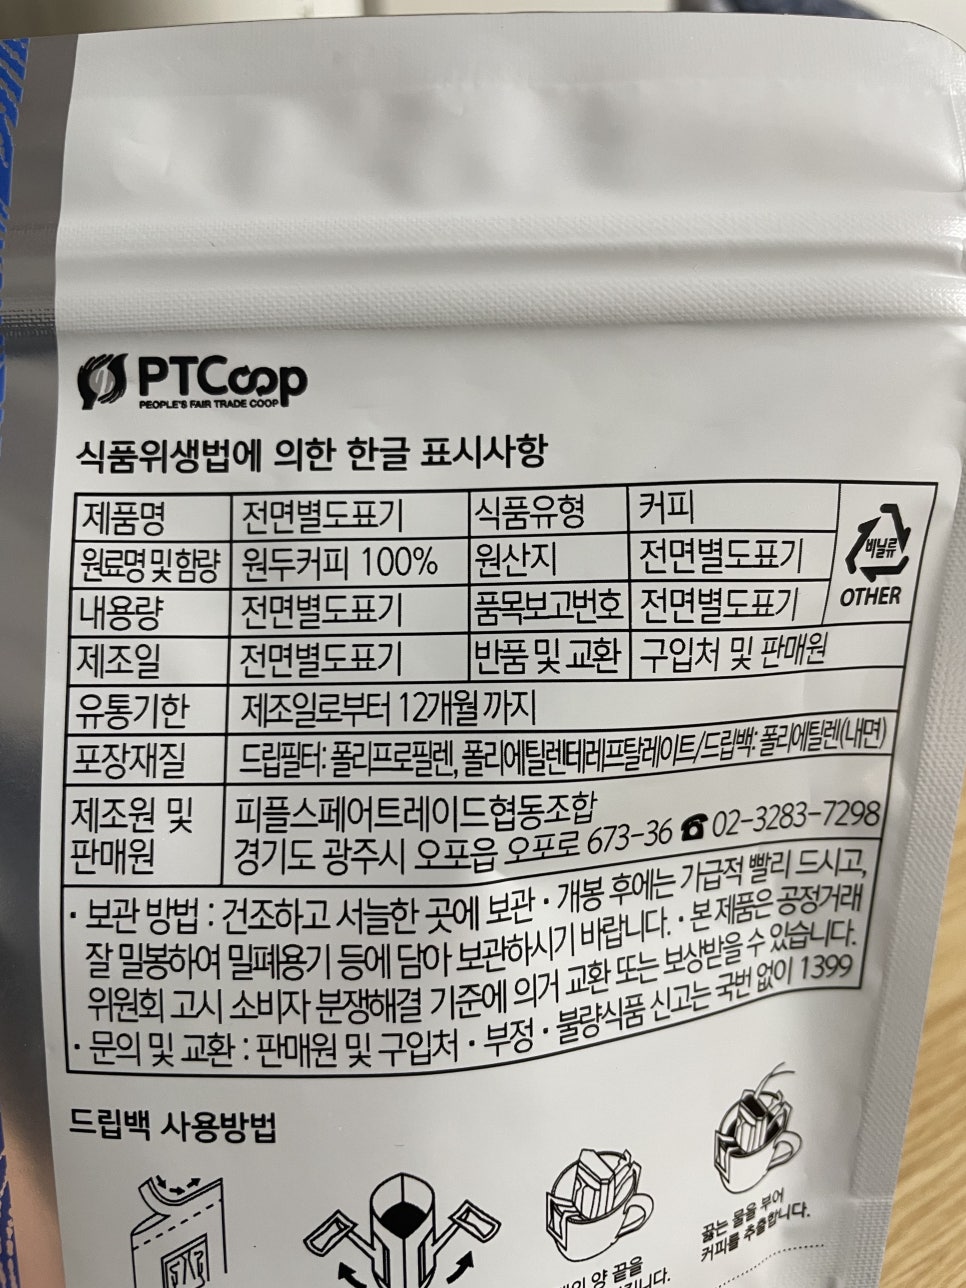 PTCoop
PEOPLE'S FAIR TRADE COOP
식품위생법에 의한 한글 표시사항
제품명 전면별도표기 식품유형 커피
원료명 및 함량 원두커피 100% 원산지 전면별도표기
비닐류
OTHER
내용량 전면별도표기 품목보고번호 전면별도표기
제조일 전면별도표기 반품 및 교환 구입처 및 판매원
유통기한 제조일로부터 12개월 까지
포장재질 드립필터: 폴리프로필렌, 폴리에틸렌테레프탈레이트/드립백: 폴리에틸렌(내면)
제조원 및 판매원 피플스페어트레이드협동조합
경기도 광주시 오포읍 오포로 673-36 ☎ 02-3283-7298
· 보관 방법 : 건조하고 서늘한 곳에 보관 · 개봉 후에는 가급적 빨리 드시고,
잘 밀봉하여 밀폐용기 등에 담아 보관하시기 바랍니다. · 본 제품은 공정거래
위원회 고시 소비자 분쟁해결 기준에 의거 교환 또는 보상받을 수 있습니다.
· 문의 및 교환 : 판매원 및 구입처 · 부정 · 불량식품 신고는 국번 없이 1399
드립백 사용방법
끓는 물을 부어
커피를 추출합니다.
양 끝을